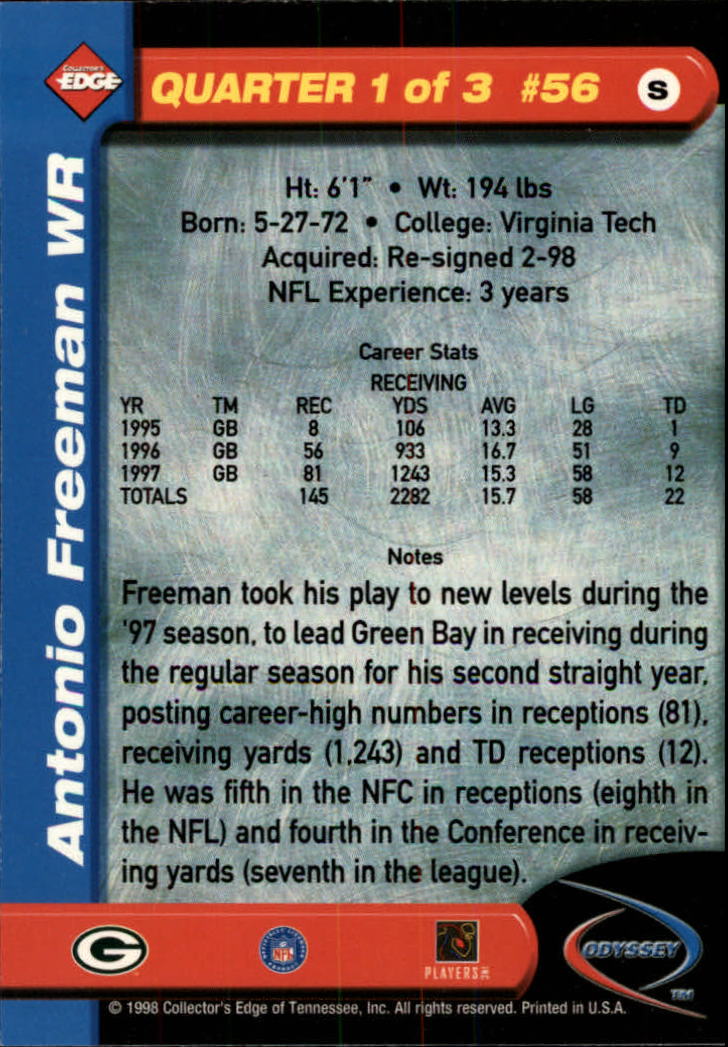 COLLECTOR'S
EDGE
QUARTER 1 of 3 #56 S
Antonio Freeman WR
Ht: 6'1" • Wt: 194 lbs
Born: 5-27-72 • College: Virginia Tech
Acquired: Re-signed 2-98
NFL Experience: 3 years
Career Stats
RECEIVING
YR TM REC YDS AVG LG TD
1995 GB 8 106 13.3 28 1
1996 GB 56 933 16.7 51 9
1997 GB 81 1243 15.3 58 12
TOTALS 145 2282 15.7 58 22
Notes
Freeman took his play to new levels during the
'97 season, to lead Green Bay in receiving during
the regular season for his second straight year,
posting career-high numbers in receptions (81),
receiving yards (1,243) and TD receptions (12).
He was fifth in the NFC in receptions (eighth in
the NFL) and fourth in the Conference in receiv-
ing yards (seventh in the league).
G
NFL
PLAYERS INC
ODYSSEY
TM
© 1998 Collector's Edge of Tennessee, Inc. All rights reserved. Printed in U.S.A.